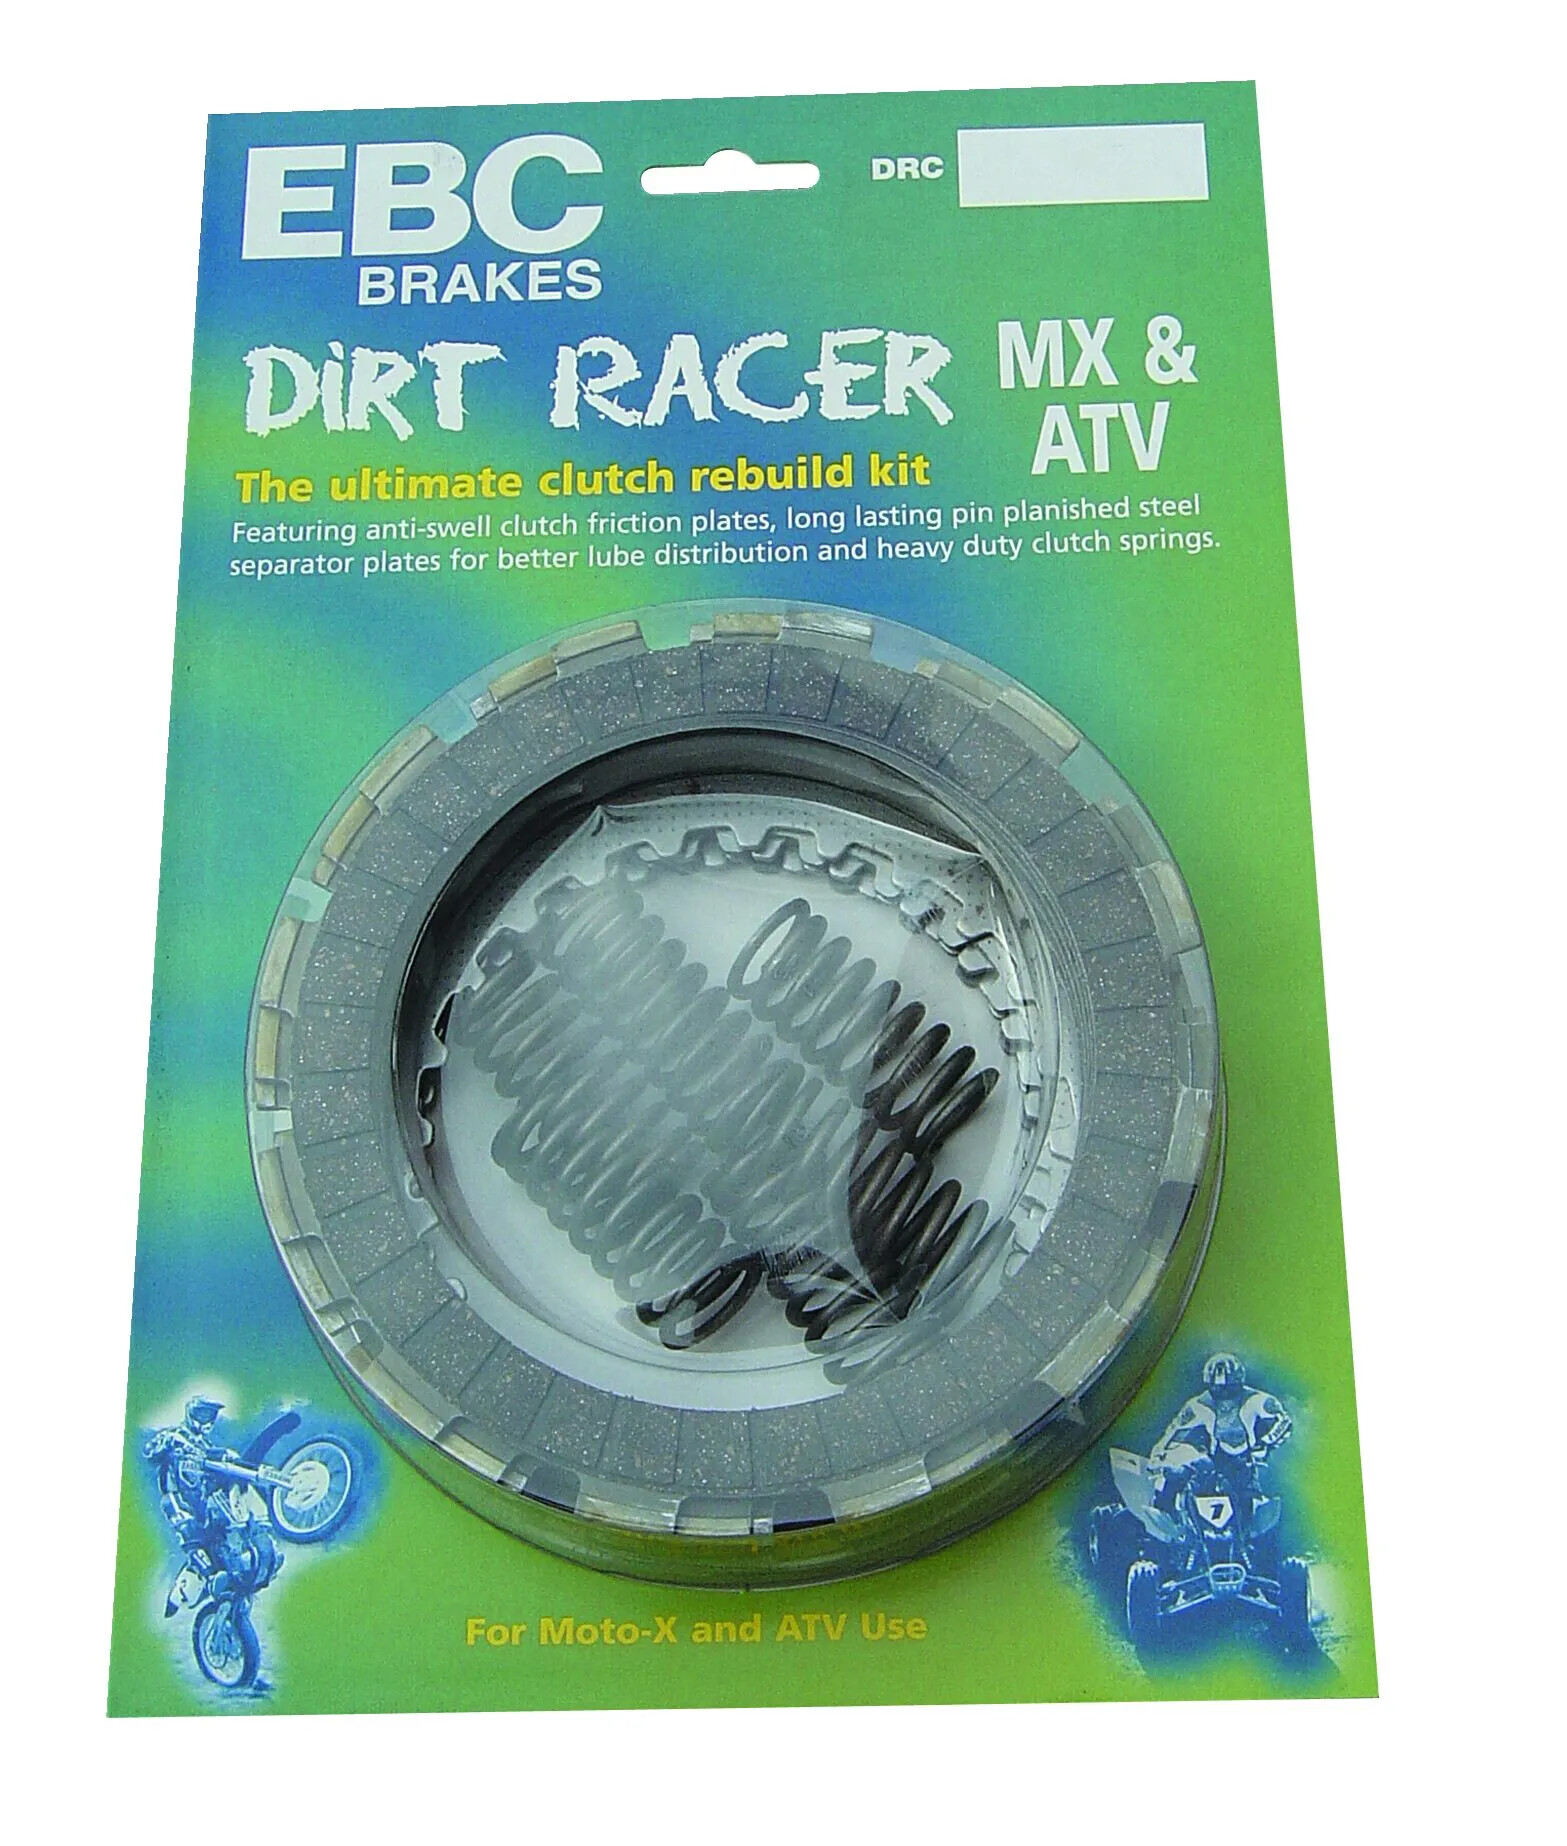 EBC
BRAKES
DRC
DiRT RACER
MX &
ATV
The ultimate clutch rebuild kit
Featuring anti-swell clutch friction plates, long lasting pin planished steel
separator plates for better lube distribution and heavy duty clutch springs.
1
For Moto-X and ATV Use